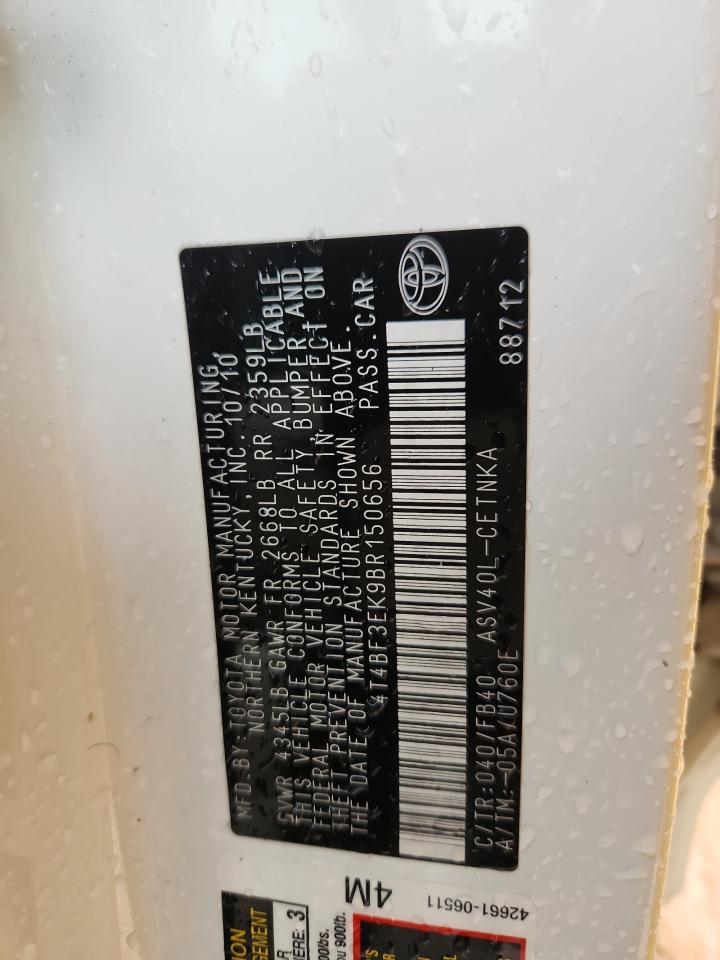 MFD BY: TOYOTA MOTOR MANUFACTURING,
NORTHERN KENTUCKY, INC. 10/10
GVWR 4345LB GAWR FR 2668LB RR 2359LB
THIS VEHICLE CONFORMS TO ALL APPLICABLE
FEDERAL MOTOR VEHICLE SAFETY, BUMPER AND
THEFT PREVENTION STANDARDS IN EFFECT ON
THE DATE OF MANUFACTURE SHOWN ABOVE.
4T4BF3EK9BR150656 PASS.CAR
C/TR:040/FB40 ASV40L-CETNKA
A/TM:-05A/U760E 88712
4M
42661-06511
3